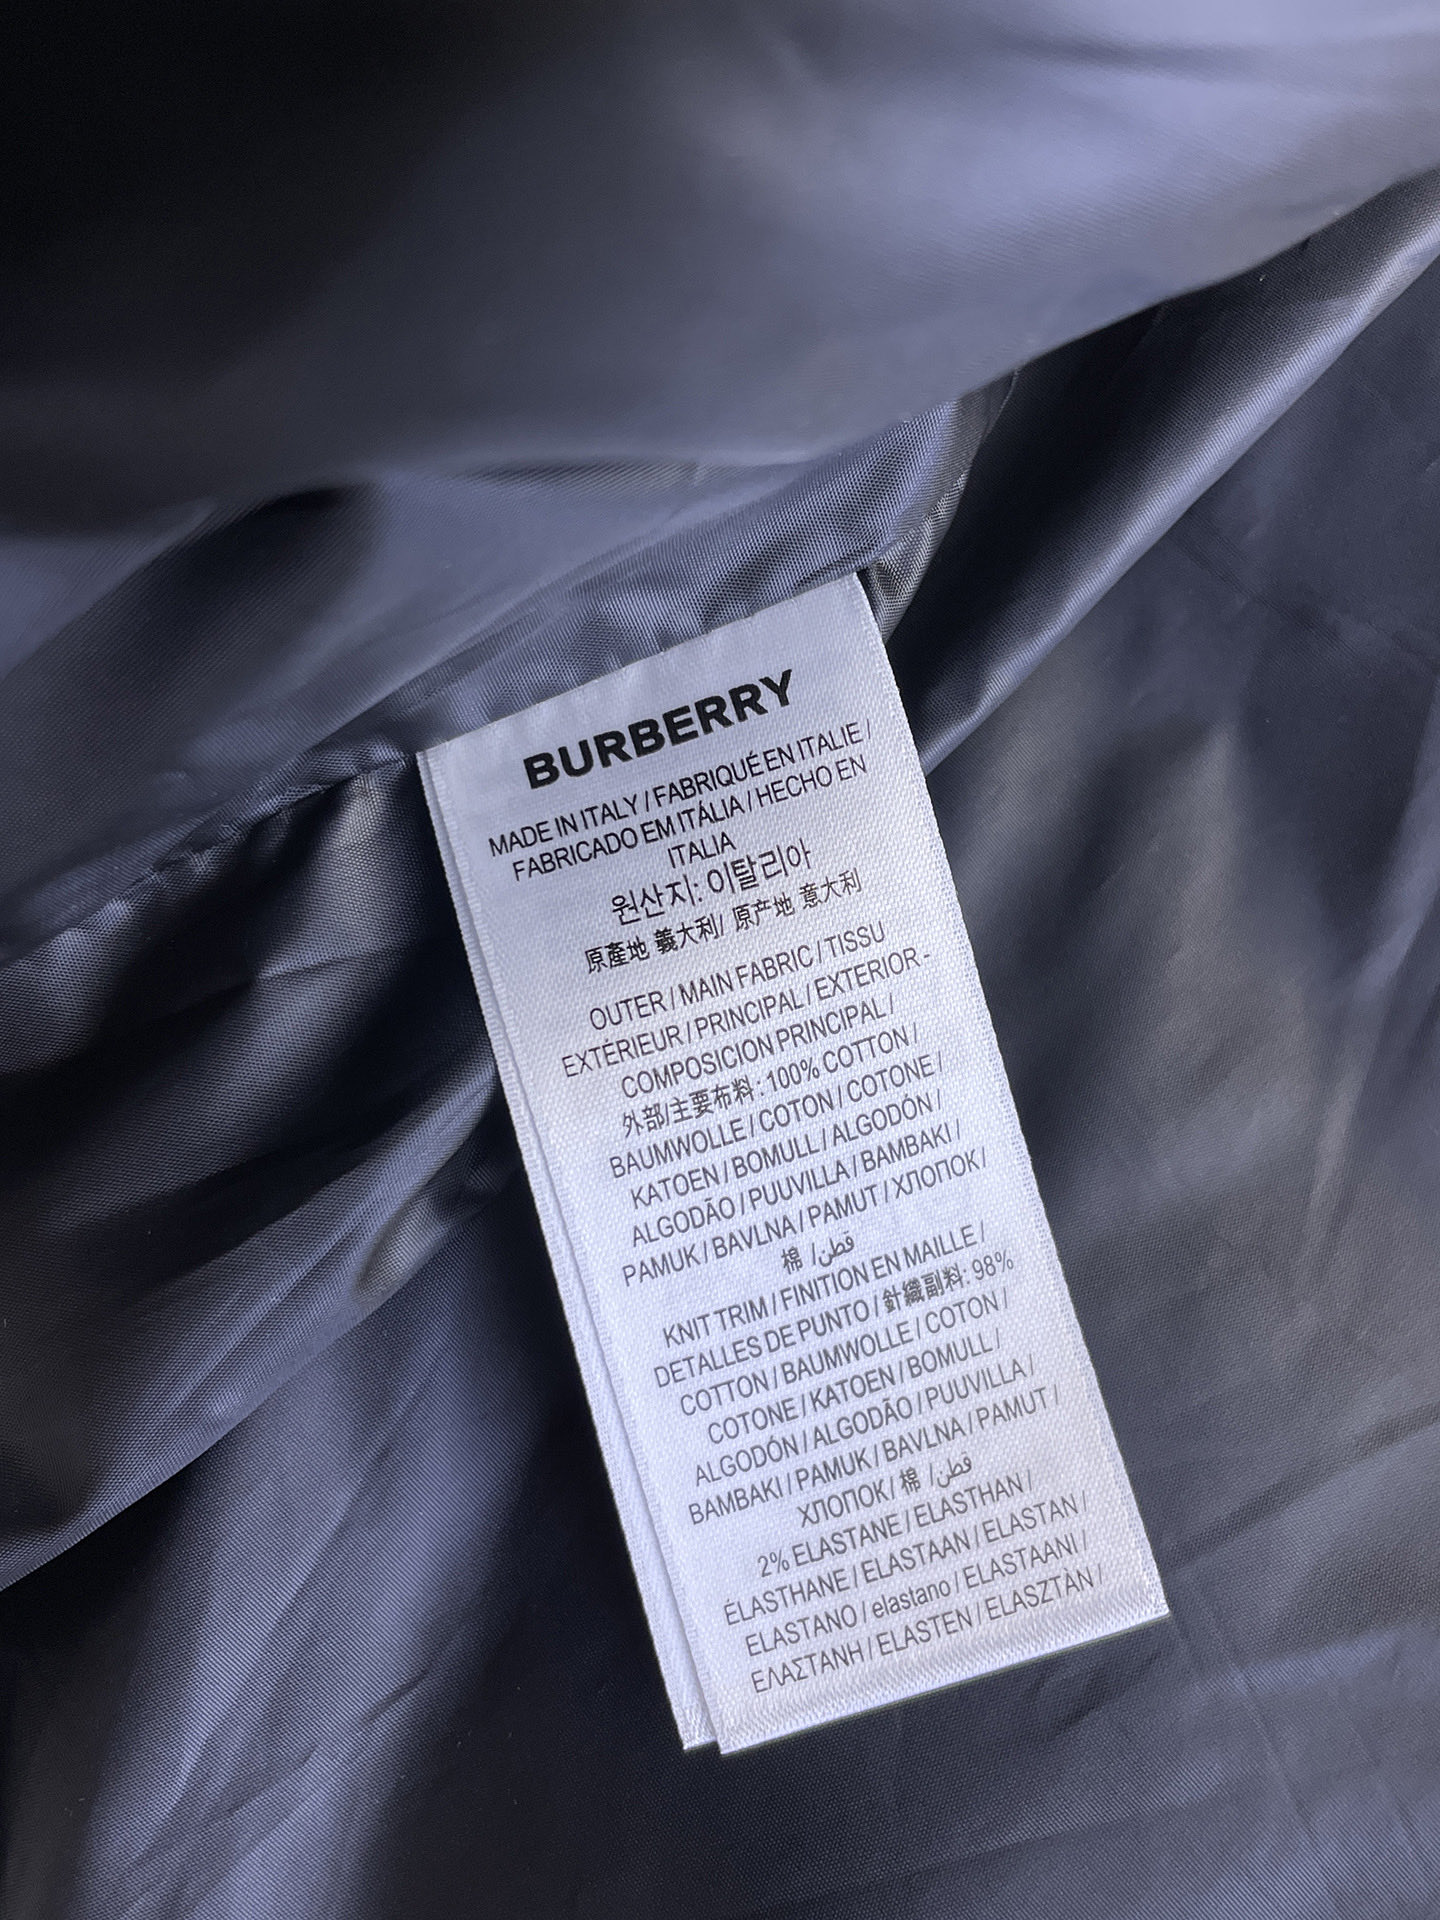 BURBERRY
MADE IN ITALY / FABRIQUÉ EN ITALIE /
FABRICADO EM ITÁLIA / HECHO EN
ITALIA
원산지: 이탈리아
原產地 義大利/ 原产地 意大利
OUTER / MAIN FABRIC / TISSU
EXTÉRIEUR / PRINCIPAL / EXTERIOR -
COMPOSICION PRINCIPAL /
外部/主要布料: 100% COTTON /
BAUMWOLLE / COTON / COTONE /
KATOEN / BOMULL / ALGODÓN /
ALGODÃO / PUUVILLA / BAMBAKI /
PAMUK / BAVLNA / PAMUT / ХЛОПОК /
棉 /قطن
KNIT TRIM / FINITION EN MAILLE /
DETALLES DE PUNTO / 針織副料: 98%
COTTON / BAUMWOLLE / COTON /
COTONE / KATOEN / BOMULL /
ALGODÓN / ALGODÃO / PUUVILLA /
BAMBAKI / PAMUK / BAVLNA / PAMUT /
ХЛОПОК / 棉 /قطن
2% ELASTANE / ELASTHAN /
ÉLASTHANE / ELASTAAN / ELASTAN /
ELASTANO / elastano / ELASTAANI /
ΕΛΑΣΤΑΝΗ / ELASTEN / ELASZTÁN /